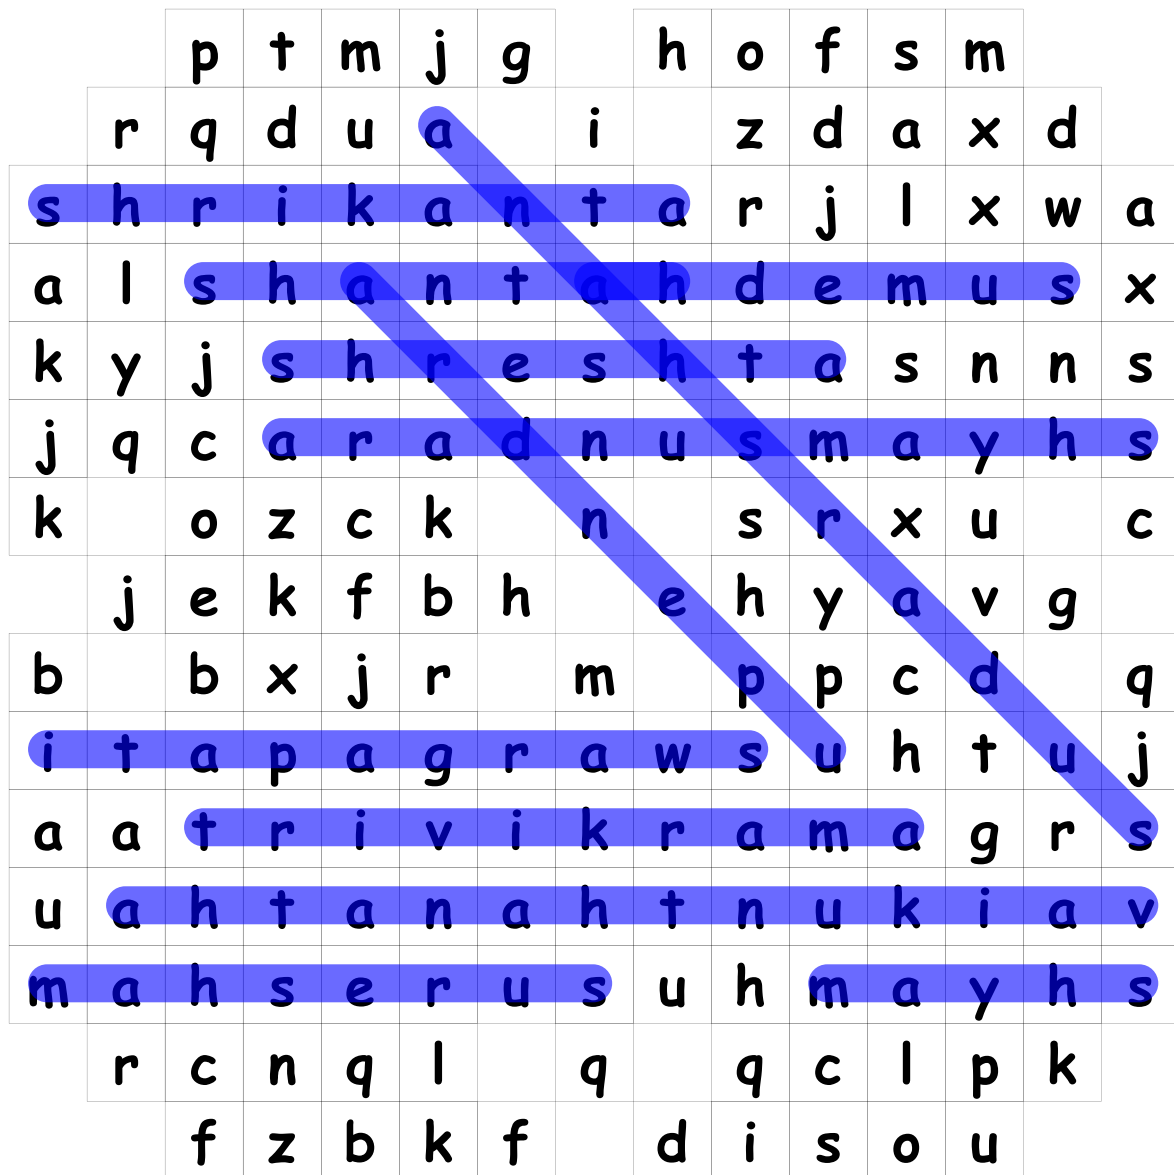 p t m j g h o f s m
r q d u a i z d a x d
s h r i k a n t a r j l x w a
a l s h a n t a h d e m u s x
k y j s h r e s h t a s n n s
j q c a r a d n u s m a y h s
k o z c k n s r x u c
j e k f b h e h y a v g
b b x j r m p p c d q
i t a p a g r a w s u h t u j
a a t r i v i k r a m a g r s
u a h t a n a h t n u k i a v
m a h s e r u s u h m a y h s
r c n q l q q c l p k
f z b k f d i s o u